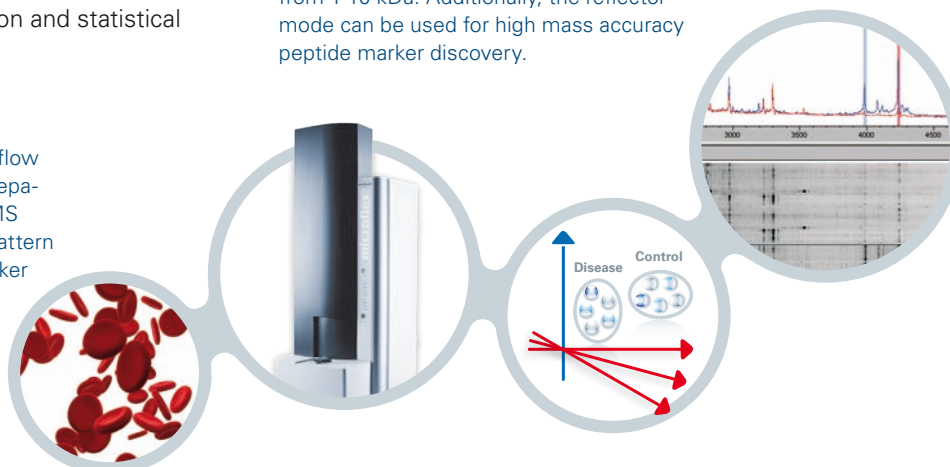 on and statistical
mode can be used for high mass accuracy
peptide marker discovery.
flow
epa-
MS
attern
ker
Disease
Control
3000 3500 4000 4500